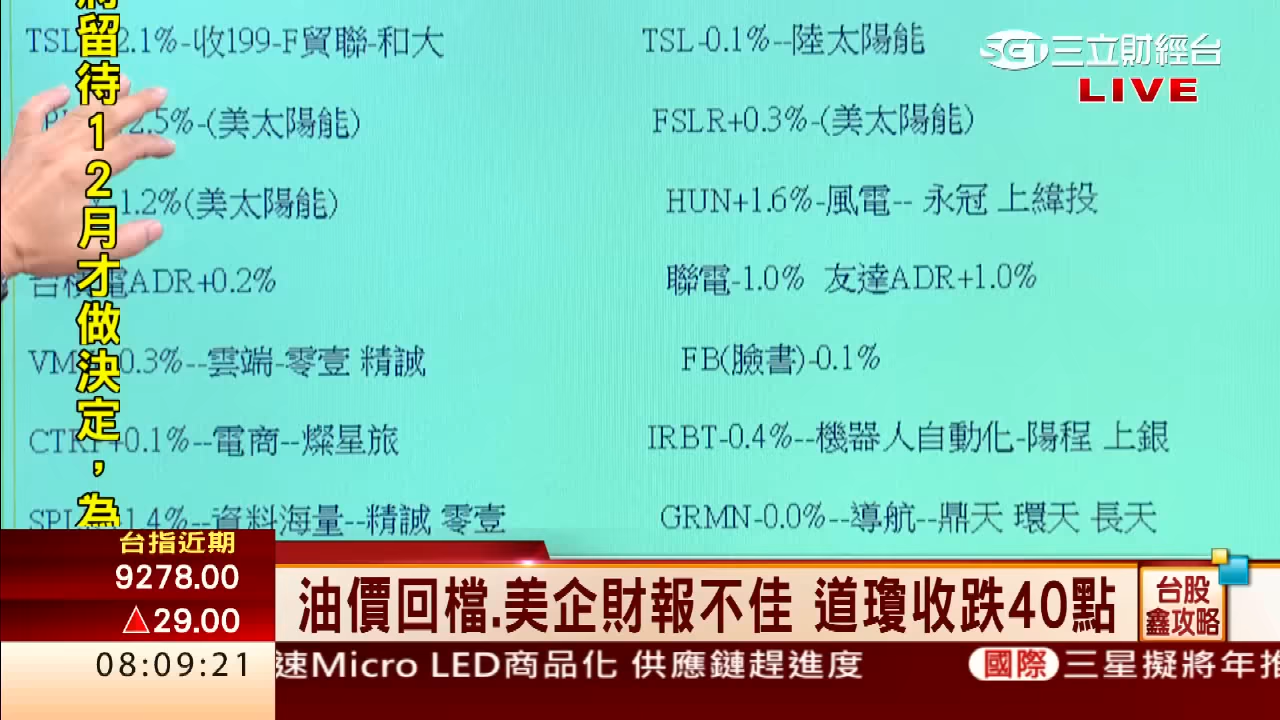 留待12月才做決定，為
SGT三立財經台
LIVE
2.1%-收199-F貿聯-和大
TSL-0.1%--陸太陽能
2.5%-(美太陽能)
FSLR+0.3%-(美太陽能)
1.2%(美太陽能)
HUN+1.6%-風電-- 永冠 上緯投
電ADR+0.2%
聯電-1.0% 友達ADR+1.0%
0.3%--雲端-零壹 精誠
FB(臉書)-0.1%
+0.1%--電商--燦星旅
IRBT-0.4%--機器人自動化-陽程 上銀
1.4%--資料海量--精誠 零壹
GRMN-0.0%--導航--鼎天 環天 長天
台指近期
9278.00
△29.00
08:09:21
油價回檔.美企財報不佳 道瓊收跌40點
台股
鑫攻略
速Micro LED商品化 供應鏈趕進度
國際 三星擬將年推